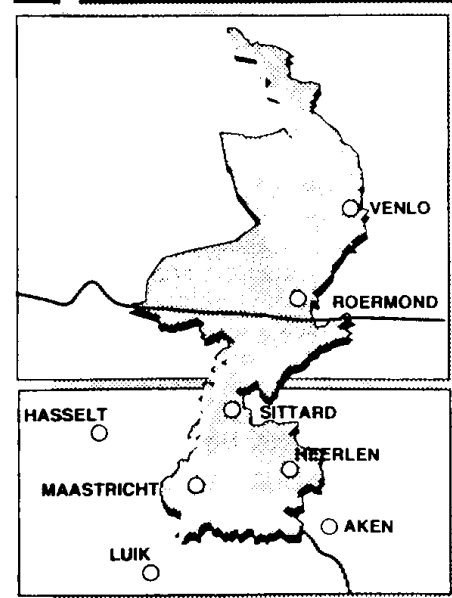 VENLO
ROERMOND
HASSELT
SITTARD
HEERLEN
MAASTRICHT
AKEN
LUIK